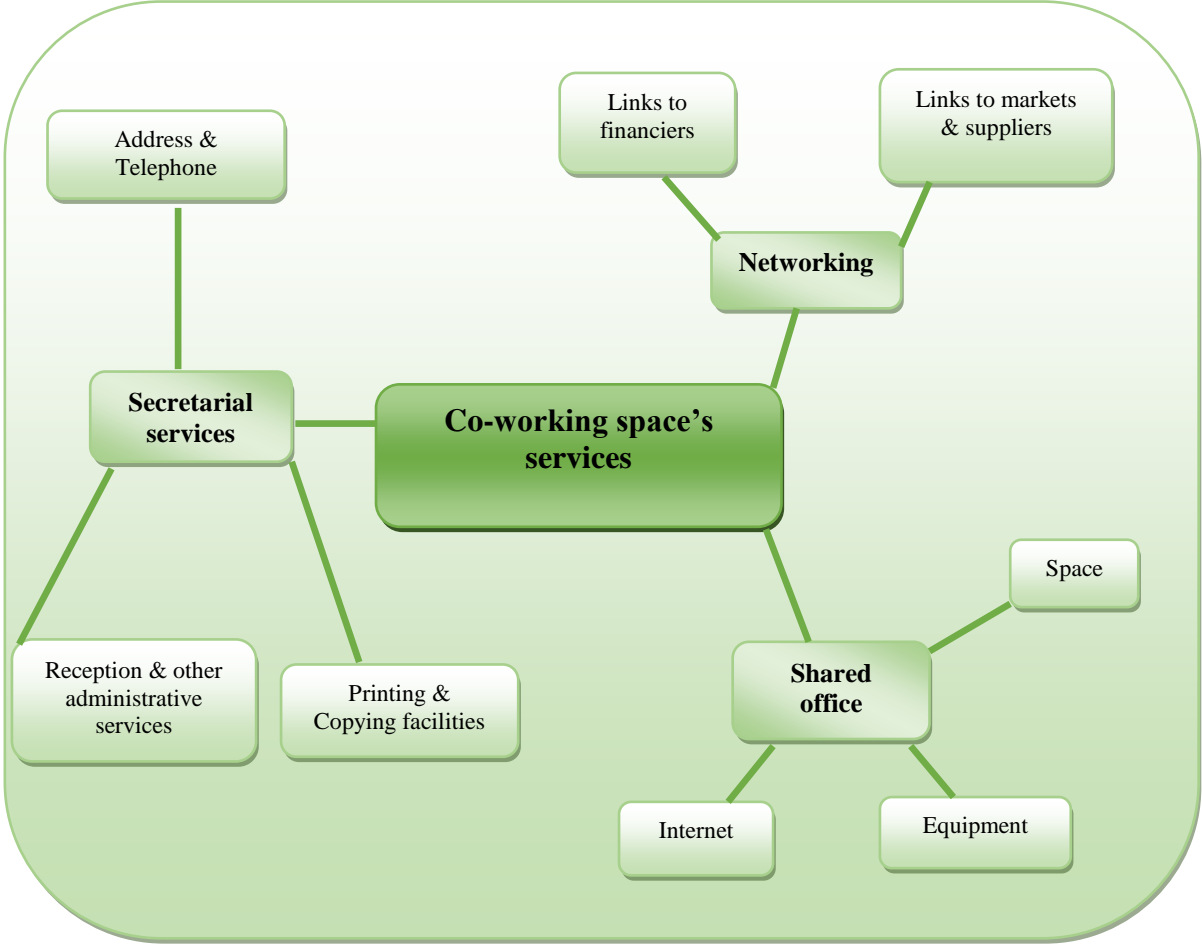 Links to
financiers
Links to markets
& suppliers
Address &
Telephone
Networking
Secretarial
services
Co-working space’s
services
Space
Reception & other
administrative
services
Printing &
Copying facilities
Shared
office
Internet
Equipment